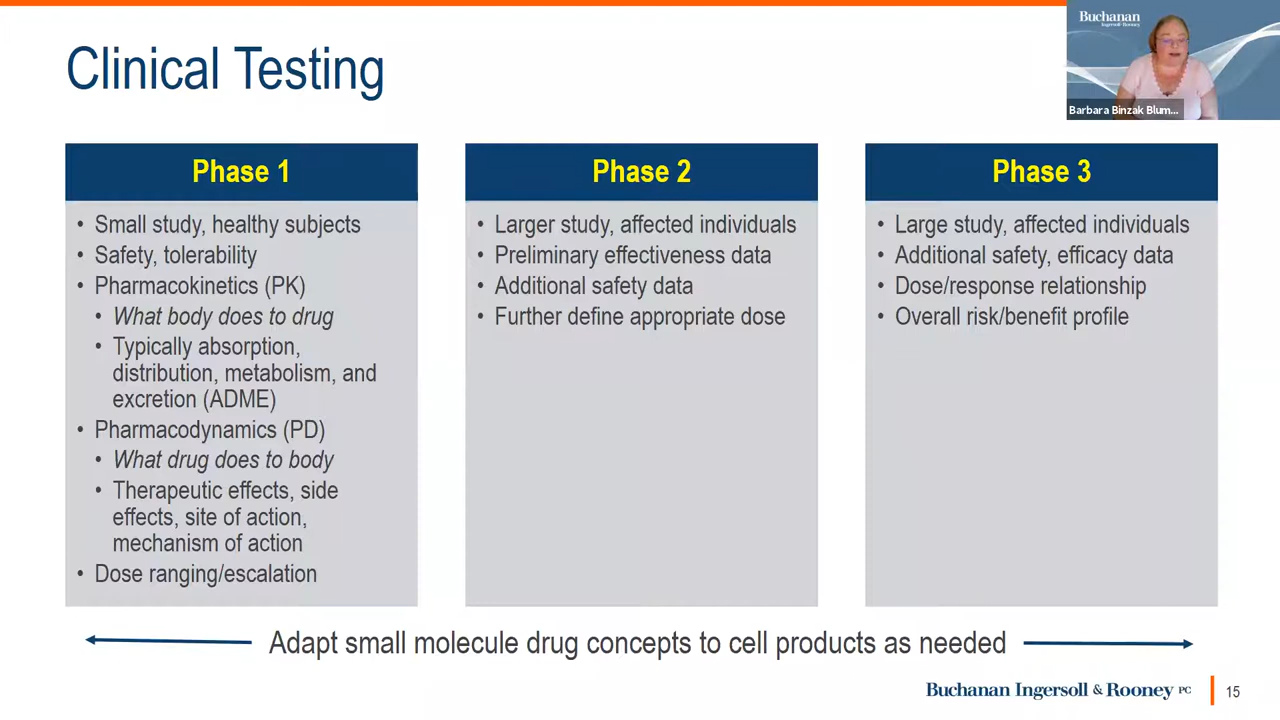 Clinical Testing
Buchanan
Ingersoll Rooney
Barbara Binzak Blum...
Phase 1
• Small study, healthy subjects
• Safety, tolerability
• Pharmacokinetics (PK)
• What body does to drug
• Typically absorption,
distribution, metabolism, and
excretion (ADME)
• Pharmacodynamics (PD)
• What drug does to body
• Therapeutic effects, side
effects, site of action,
mechanism of action
• Dose ranging/escalation
Phase 2
• Larger study, affected individuals
• Preliminary effectiveness data
• Additional safety data
• Further define appropriate dose
Phase 3
• Large study, affected individuals
• Additional safety, efficacy data
• Dose/response relationship
• Overall risk/benefit profile
Adapt small molecule drug concepts to cell products as needed
Buchanan Ingersoll & Rooney PC
15